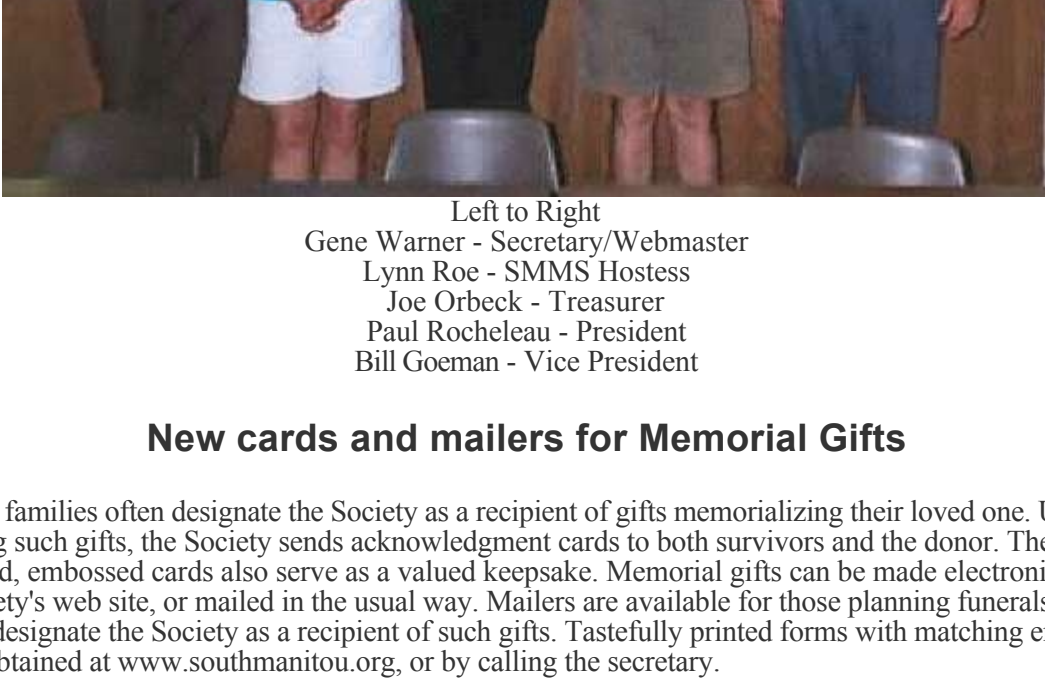 Left to Right
Gene Warner - Secretary/Webmaster
Lynn Roe - SMMS Hostess
Joe Orbeck - Treasurer
Paul Rocheleau - President
Bill Goeman - Vice President
New cards and mailers for Memorial Gifts
families often designate the Society as a recipient of gifts memorializing their loved one.
such gifts, the Society sends acknowledgment cards to both survivors and the donor.
embossed cards also serve as a valued keepsake. Memorial gifts can be made
web site, or mailed in the usual way. Mailers are available for those planning funerals
designate the Society as a recipient of such gifts. Tastefully printed forms with matching
at www.southmanitou.org, or by calling the secretary.